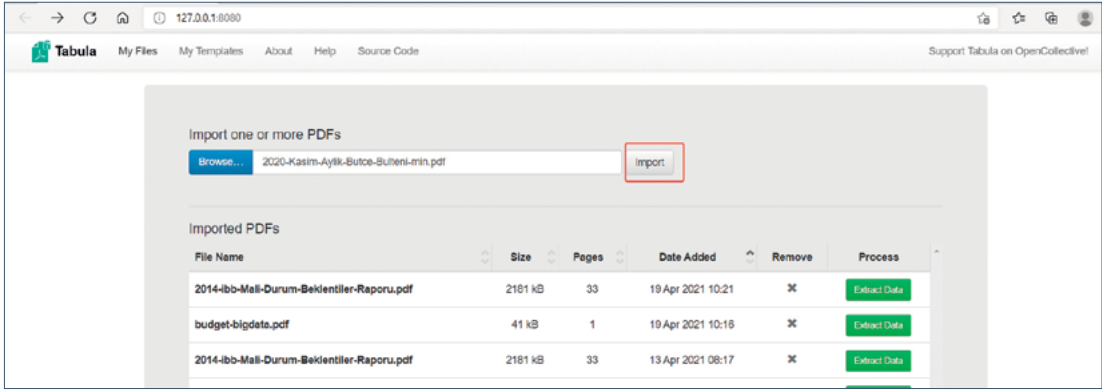 127.0.0.1:8080
Tabula My Files My Templates About Help Source Code Support Tabula on OpenCollective!
Import one or more PDFs
Browse... 2020-Kasim-Aylik-Butce-Bulteni-min.pdf Import
Imported PDFs
File Name Size Pages Date Added Remove Process
2014-ibb-Mali-Durum-Beklentiler-Raporu.pdf 2181 kB 33 19 Apr 2021 10:21 Extract Data
budget-bigdata.pdf 41 kB 1 19 Apr 2021 10:16 Extract Data
2014-ibb-Mali-Durum-Beklentiler-Raporu.pdf 2181 kB 33 13 Apr 2021 08:17 Extract Data